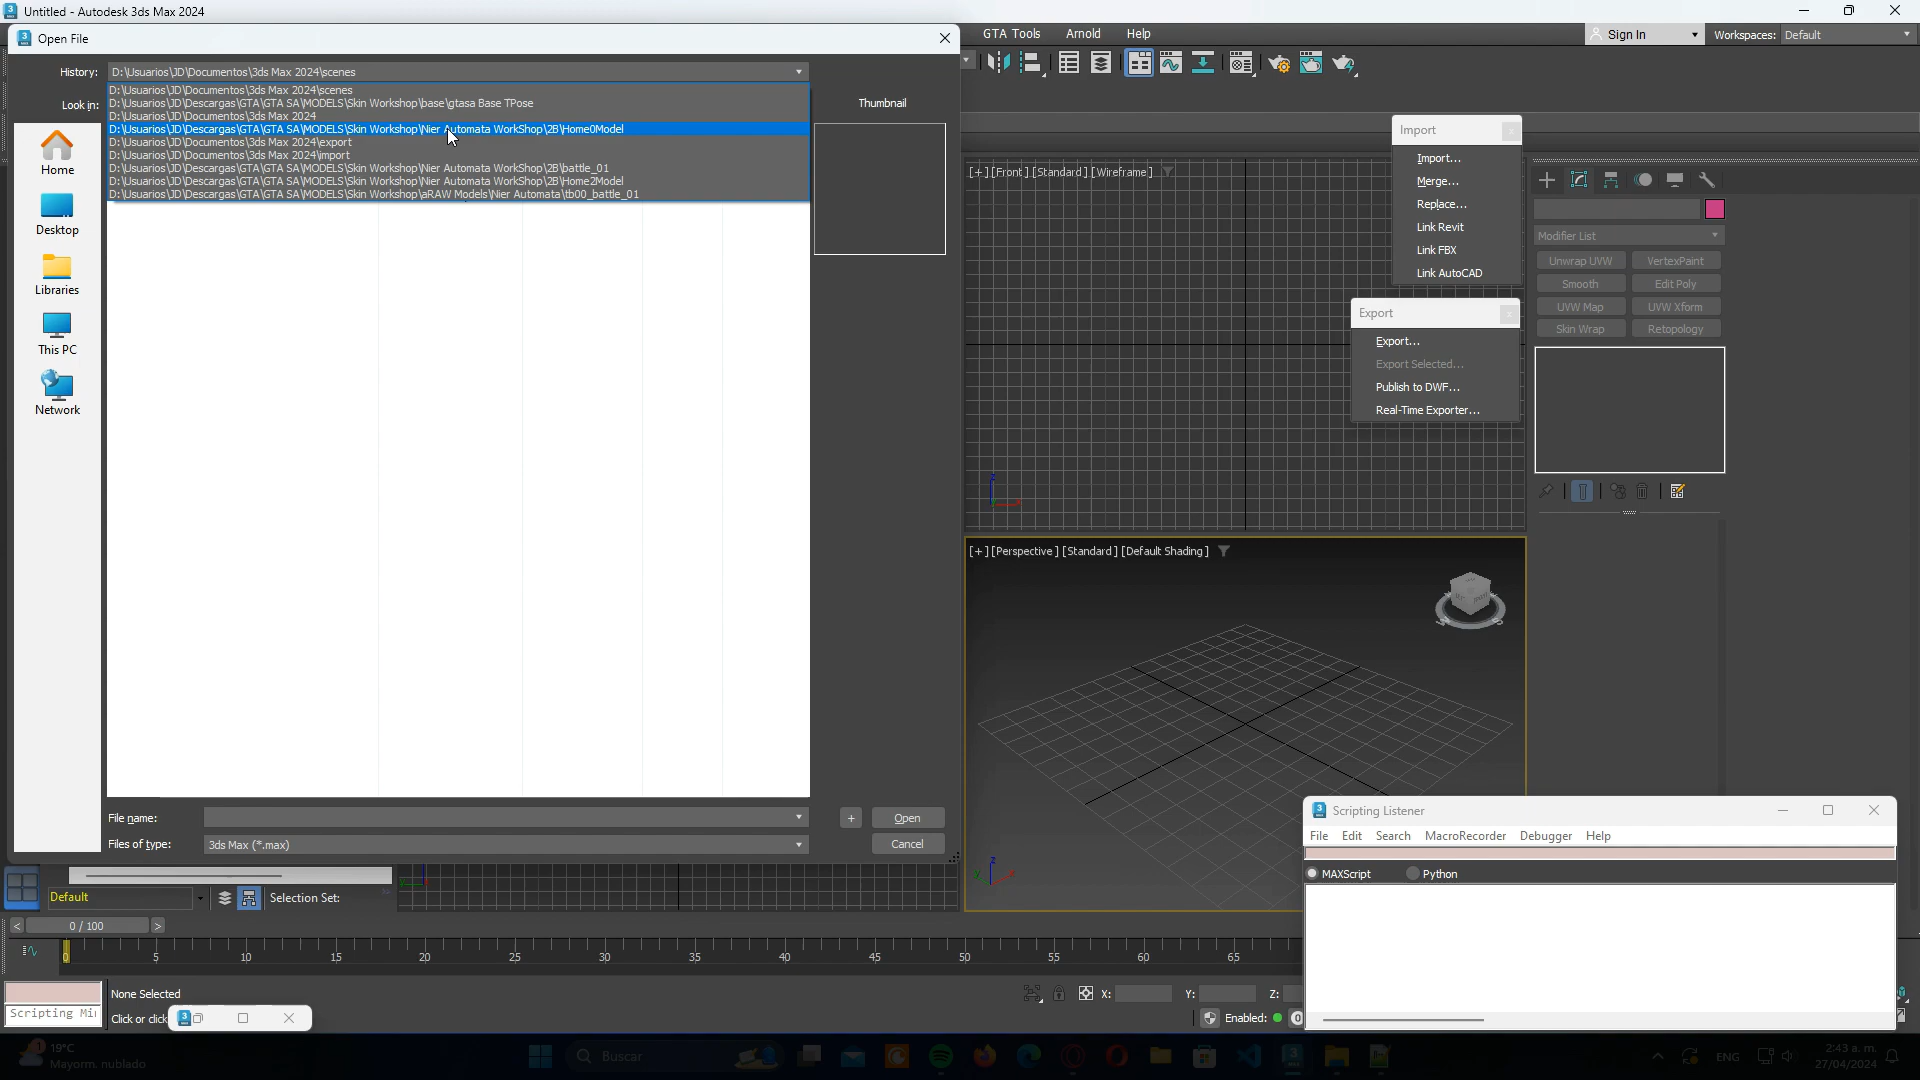 Untitled - Autodesk 3ds Max 2024
Open File
GTA Tools
Arnold
Help
Sign In
Workspaces:
Default
History:
D:\Usuarios\JD\Documentos\3ds Max 2024\scenes
D:\Usuarios\JD\Documentos\3ds Max 2024\scenes
Look in:
D:\Usuarios\JD\Descargas\GTA\GTA SA\MODELS\Skin Workshop\base\gtasa Base TPose
Thumbnail
D:\Usuarios\JD\Documentos\3ds Max 2024
D:\Usuarios\JD\Descargas\GTA\GTA SA\MODELS\Skin Workshop\Nier Automata WorkShop\2B\Home0Model
D:\Usuarios\JD\Documentos\3ds Max 2024\export
D:\Usuarios\JD\Documentos\3ds Max 2024\import
D:\Usuarios\JD\Descargas\GTA\GTA SA\MODELS\Skin Workshop\Nier Automata WorkShop\2B\battle_01
D:\Usuarios\JD\Descargas\GTA\GTA SA\MODELS\Skin Workshop\Nier Automata WorkShop\2B\Home2Model
D:\Usuarios\JD\Descargas\GTA\GTA SA\MODELS\Skin Workshop\aRAW Models\Nier Automata\tb00_battle_01
Home
Desktop
Libraries
This PC
Network
File name:
Open
Files of type:
3ds Max (*.max)
Cancel
[+] [Front ] [Standard ] [Wireframe ]
Import
Import...
Merge...
Replace...
Link Revit
Link FBX
Link AutoCAD
Export
Export...
Export Selected...
Publish to DWF...
Real-Time Exporter...
Modifier List
Unwrap UVW
VertexPaint
Smooth
Edit Poly
UVW Map
UVW Xform
Skin Wrap
Retopology
z
x
[+] [Perspective ] [Standard ] [Default Shading ]
z
y
x
Scripting Listener
File
Edit
Search
MacroRecorder
Debugger
Help
MAXScript
Python
Default
Selection Set:
<
0 / 100
>
0
5
10
15
20
25
30
35
40
45
50
55
60
65
None Selected
X:
Y:
Z:
Scripting Mi
Click or click
Enabled:
0
19°C
Mayorm. nublado
Buscar
ENG
2:43 a. m.
27/04/2024